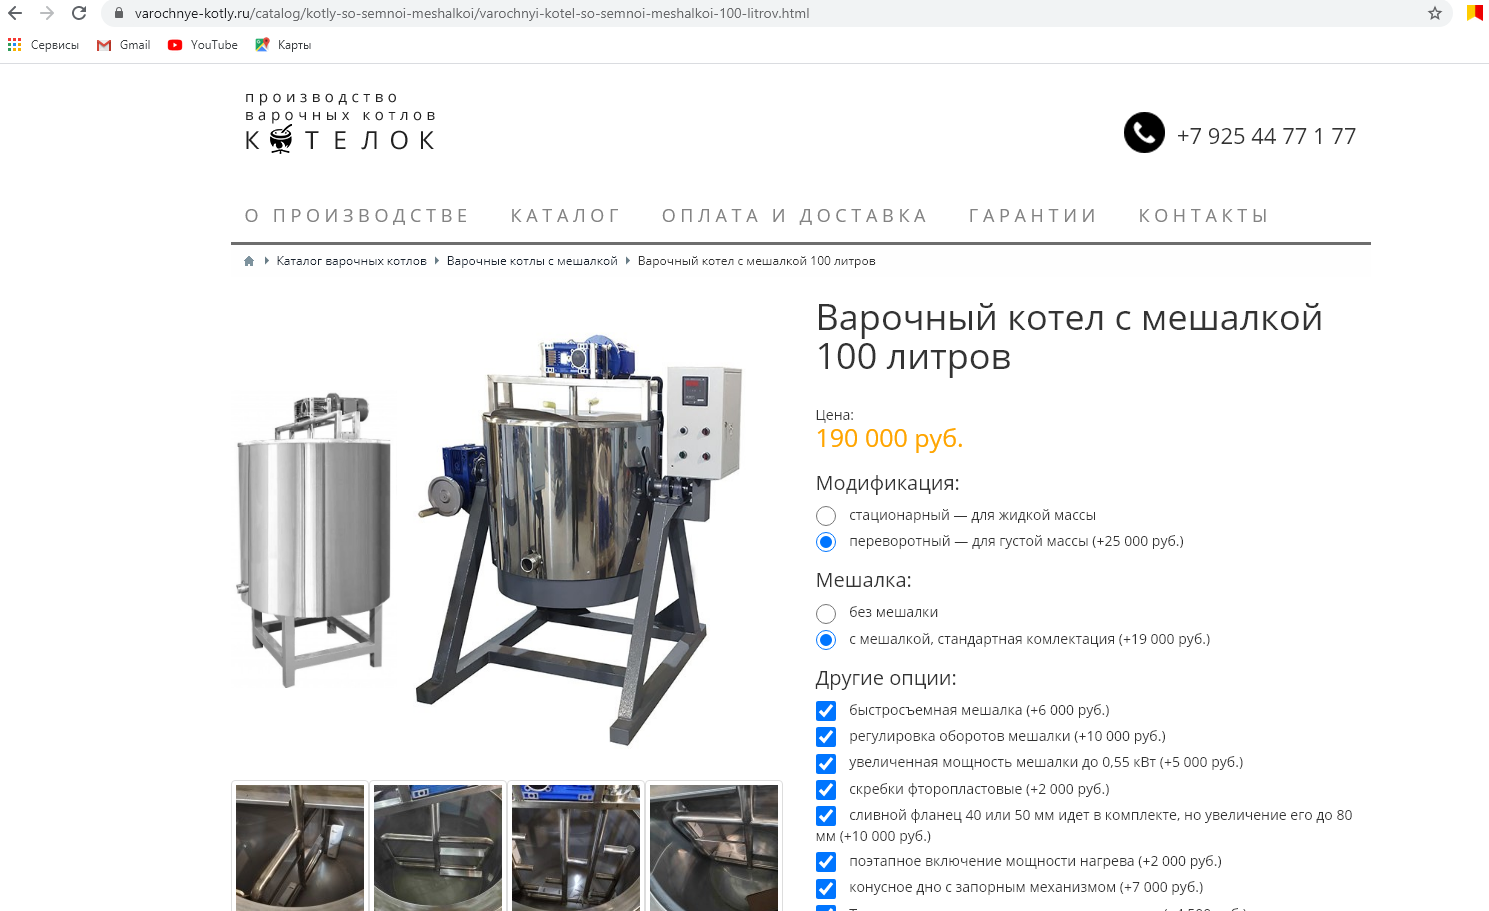 varochnye-kotly.ru/catalog/kotly-so-semnoi-meshalkoi/varochnyi-kotel-so-semnoi-meshalkoi-100-litrov.html
Сервисы Gmail YouTube Карты
производство
варочных котлов
КОТЕЛОК
+7 925 44 77 1 77
О ПРОИЗВОДСТВЕ КАТАЛОГ ОПЛАТА И ДОСТАВКА ГАРАНТИИ КОНТАКТЫ
Каталог варочных котлов Варочные котлы с мешалкой Варочный котел с мешалкой 100 литров
Варочный котел с мешалкой
100 литров
Цена:
190 000 руб.
Модификация:
стационарный — для жидкой массы
переворотный — для густой массы (+25 000 руб.)
Мешалка:
без мешалки
с мешалкой, стандартная комлектация (+19 000 руб.)
Другие опции:
быстросъемная мешалка (+6 000 руб.)
регулировка оборотов мешалки (+10 000 руб.)
увеличенная мощность мешалки до 0,55 кВт (+5 000 руб.)
скребки фторопластовые (+2 000 руб.)
сливной фланец 40 или 50 мм идет в комплекте, но увеличение его до 80
мм (+10 000 руб.)
поэтапное включение мощности нагрева (+2 000 руб.)
конусное дно с запорным механизмом (+7 000 руб.)